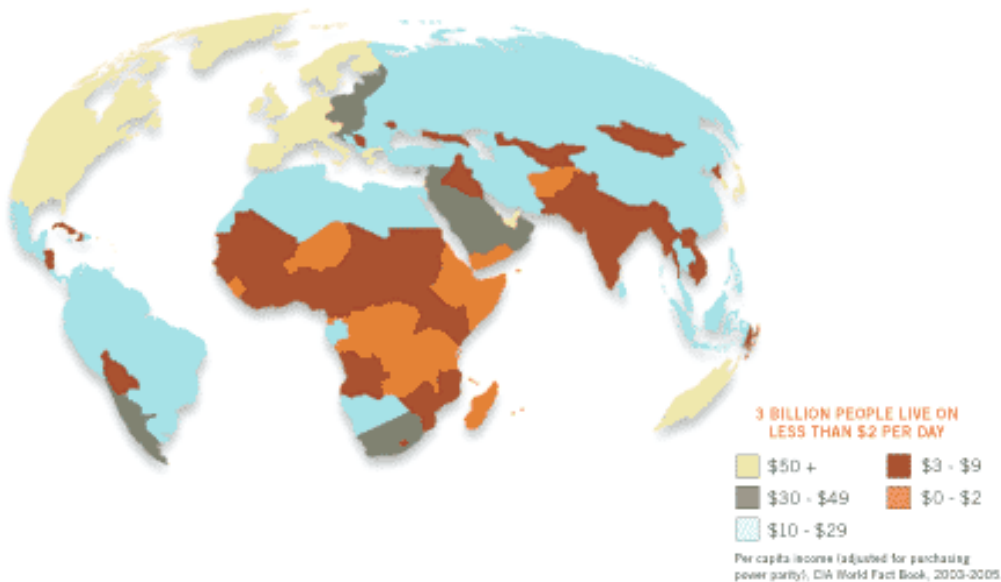 3 BILLION PEOPLE LIVE ON
LESS THAN $2 PER DAY
$50 +
$3 - $9
$30 - $49
$0 - $2
$10 - $29
Per capita income (adjusted for purchasing
power parity), CIA World Fact Book, 2003-2005